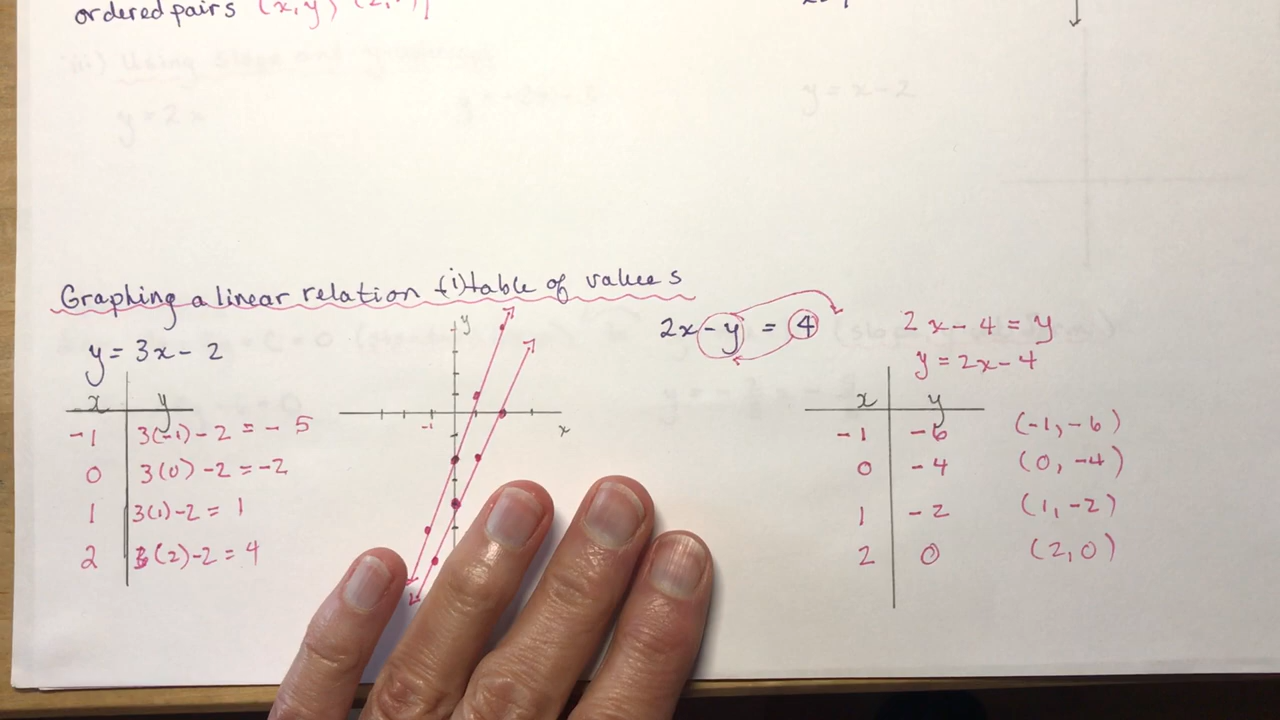 ordered pairs (x, y)
Graphing a linear relation (i) table of values
y = 3x - 2
x y
-1 3(-1) - 2 = - 5
0 3(0) - 2 = -2
1 3(1) - 2 = 1
2 3(2) - 2 = 4
y
-1
x
2x - y = 4
2x - 4 = y
y = 2x - 4
x y
-1 -6 (-1, -6)
0 -4 (0, -4)
1 -2 (1, -2)
2 0 (2, 0)